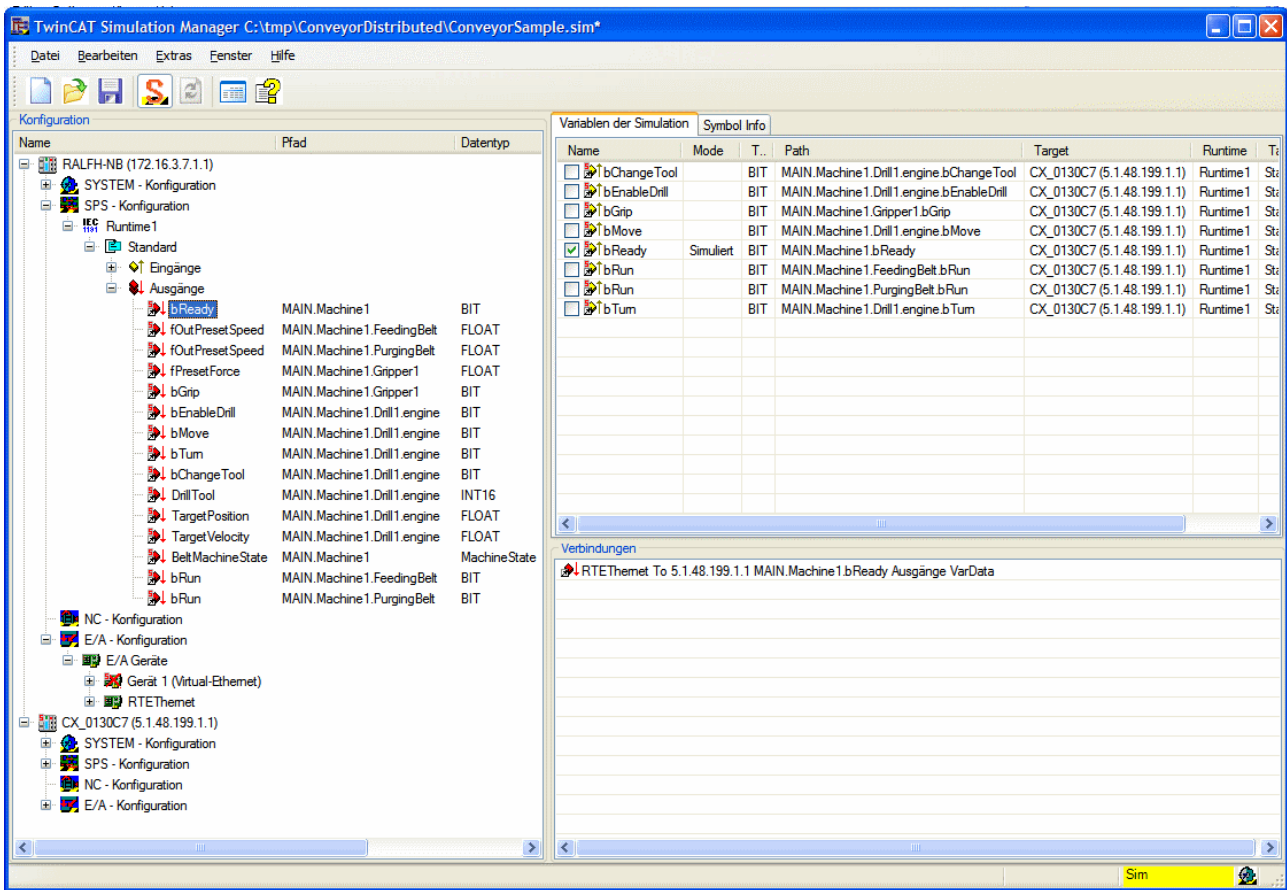 TwinCAT Simulation Manager C:\tmp\ConveyorDistributed\ConveyorSample.sim*
Datei Bearbeiten Extras Fenster Hilfe
Konfiguration
Name Pfad Datentyp
RALFH-NB (172.16.3.7.1.1)
SYSTEM - Konfiguration
SPS - Konfiguration
IEC 1131 Runtime1
Standard
Eingänge
Ausgänge
bReady MAIN.Machine1 BIT
fOutPresetSpeed MAIN.Machine1.FeedingBelt FLOAT
fOutPresetSpeed MAIN.Machine1.PurgingBelt FLOAT
fPresetForce MAIN.Machine1.Gripper1 FLOAT
bGrip MAIN.Machine1.Gripper1 BIT
bEnableDrill MAIN.Machine1.Drill1.engine BIT
bMove MAIN.Machine1.Drill1.engine BIT
bTurn MAIN.Machine1.Drill1.engine BIT
bChangeTool MAIN.Machine1.Drill1.engine BIT
DrillTool MAIN.Machine1.Drill1.engine INT16
TargetPosition MAIN.Machine1.Drill1.engine FLOAT
TargetVelocity MAIN.Machine1.Drill1.engine FLOAT
BeltMachineState MAIN.Machine1 MachineState
bRun MAIN.Machine1.FeedingBelt BIT
bRun MAIN.Machine1.PurgingBelt BIT
NC - Konfiguration
E/A - Konfiguration
E/A Geräte
Gerät 1 (Virtual-Ethernet)
RTEThernet
CX_0130C7 (5.1.48.199.1.1)
SYSTEM - Konfiguration
SPS - Konfiguration
NC - Konfiguration
E/A - Konfiguration
Variablen der Simulation Symbol Info
Name Mode T.. Path Target Runtime Ta
bChangeTool BIT MAIN.Machine1.Drill1.engine.bChangeTool CX_0130C7 (5.1.48.199.1.1) Runtime1 Sta
bEnableDrill BIT MAIN.Machine1.Drill1.engine.bEnableDrill CX_0130C7 (5.1.48.199.1.1) Runtime1 Sta
bGrip BIT MAIN.Machine1.Gripper1.bGrip CX_0130C7 (5.1.48.199.1.1) Runtime1 Sta
bMove BIT MAIN.Machine1.Drill1.engine.bMove CX_0130C7 (5.1.48.199.1.1) Runtime1 Sta
bReady Simuliert BIT MAIN.Machine1.bReady CX_0130C7 (5.1.48.199.1.1) Runtime1 Sta
bRun BIT MAIN.Machine1.FeedingBelt.bRun CX_0130C7 (5.1.48.199.1.1) Runtime1 Sta
bRun BIT MAIN.Machine1.PurgingBelt.bRun CX_0130C7 (5.1.48.199.1.1) Runtime1 Sta
bTurn BIT MAIN.Machine1.Drill1.engine.bTurn CX_0130C7 (5.1.48.199.1.1) Runtime1 Sta
Verbindungen
RTEThernet To 5.1.48.199.1.1 MAIN.Machine1.bReady Ausgänge VarData
Sim